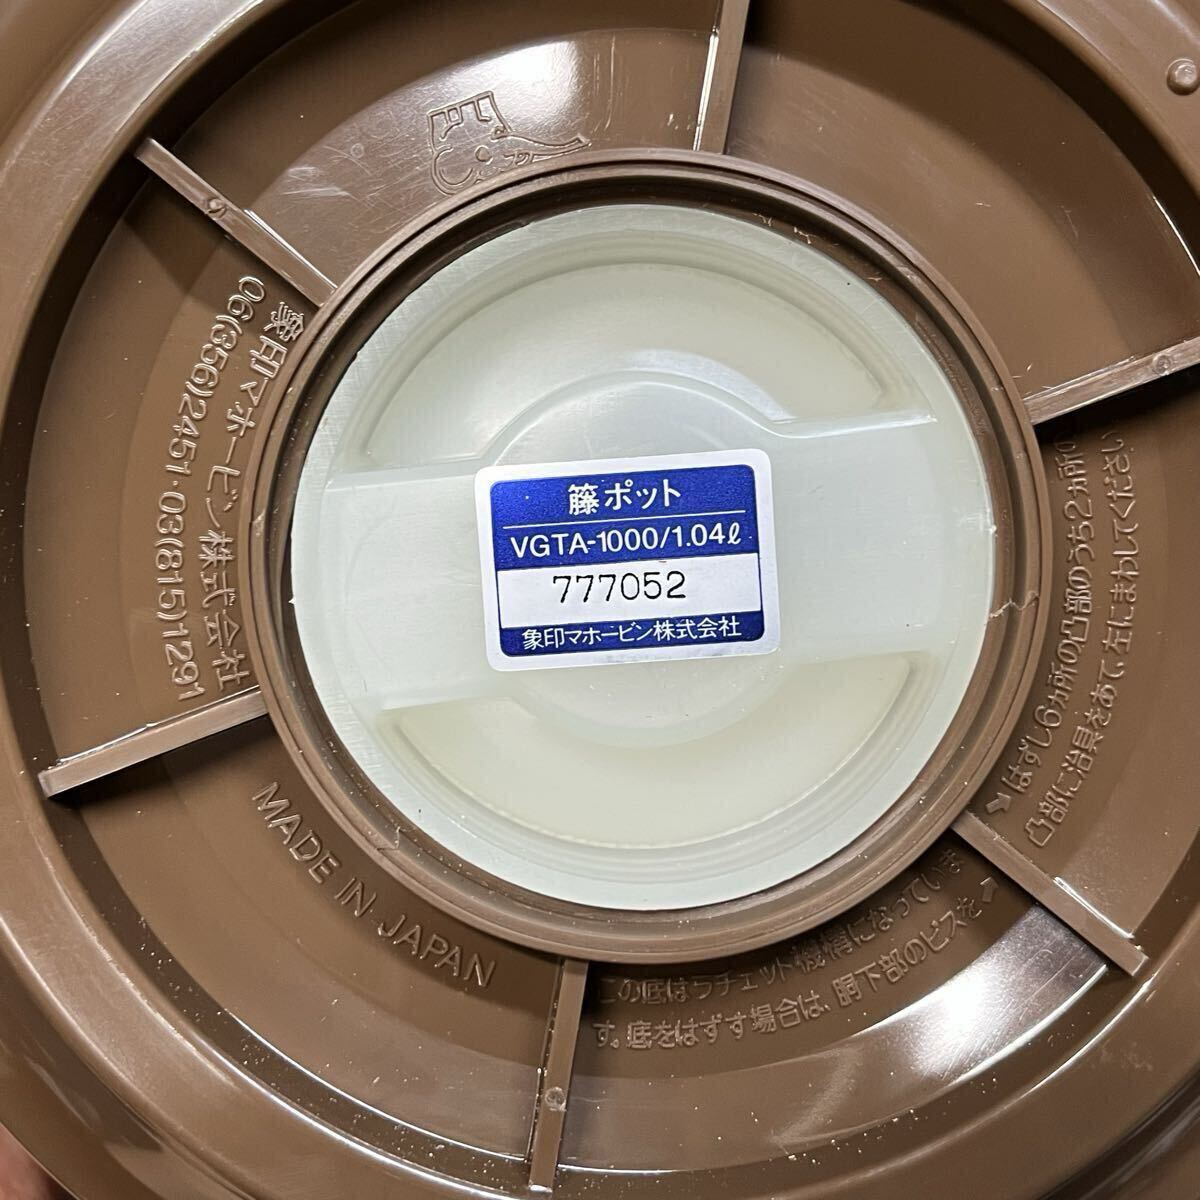 籐ポット
VGTA-1000/1.04ℓ
777052
象印マホービン株式会社
象印マホービン株式会社
06(356)2451・03(815)1291
MADE IN JAPAN
この底はラチェット機構になっていま
す。底をはずす場合は、胴下部のビスを
はずし6ヵ所の凸部のうち2ヵ所の
凸部に治具をあて、左にまわしてください